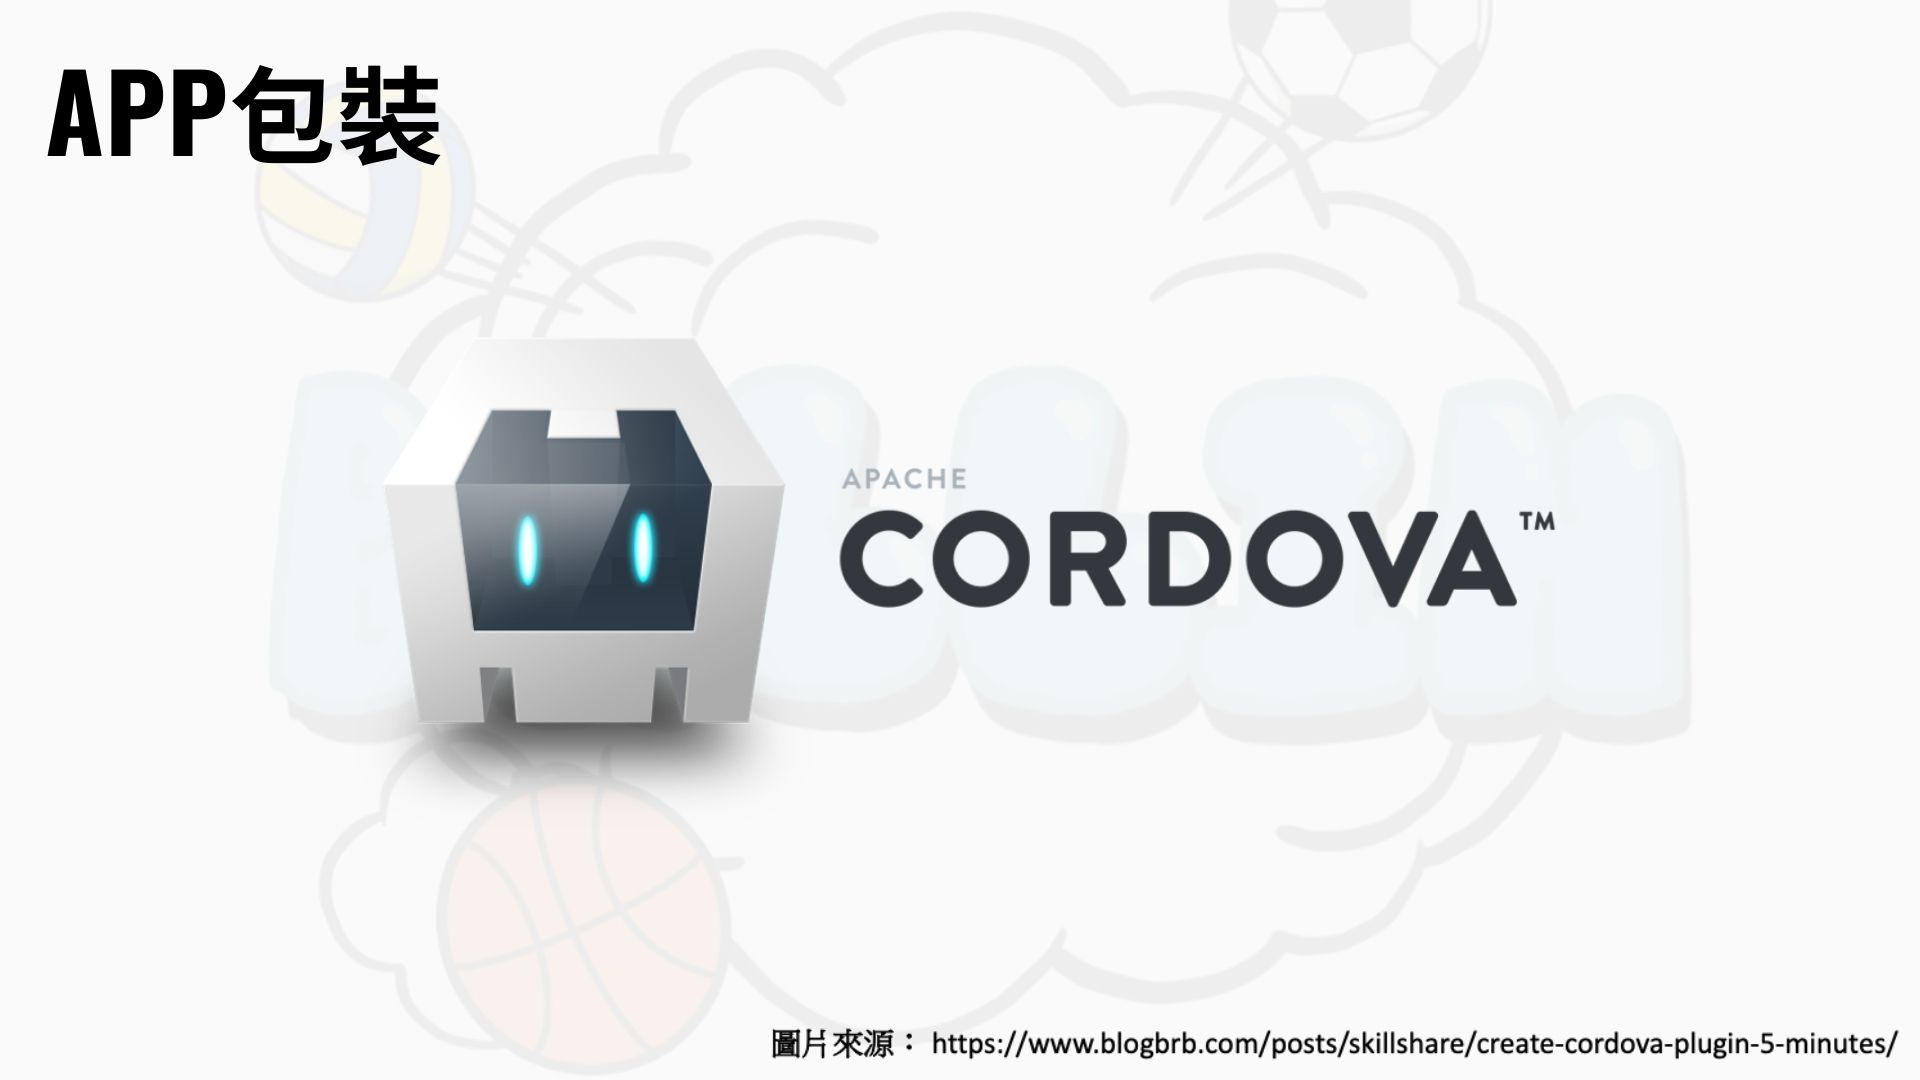 APP包裝
APACHE
CORDOVA™
圖片來源： https://www.blogbrb.com/posts/skillshare/create-cordova-plugin-5-minutes/